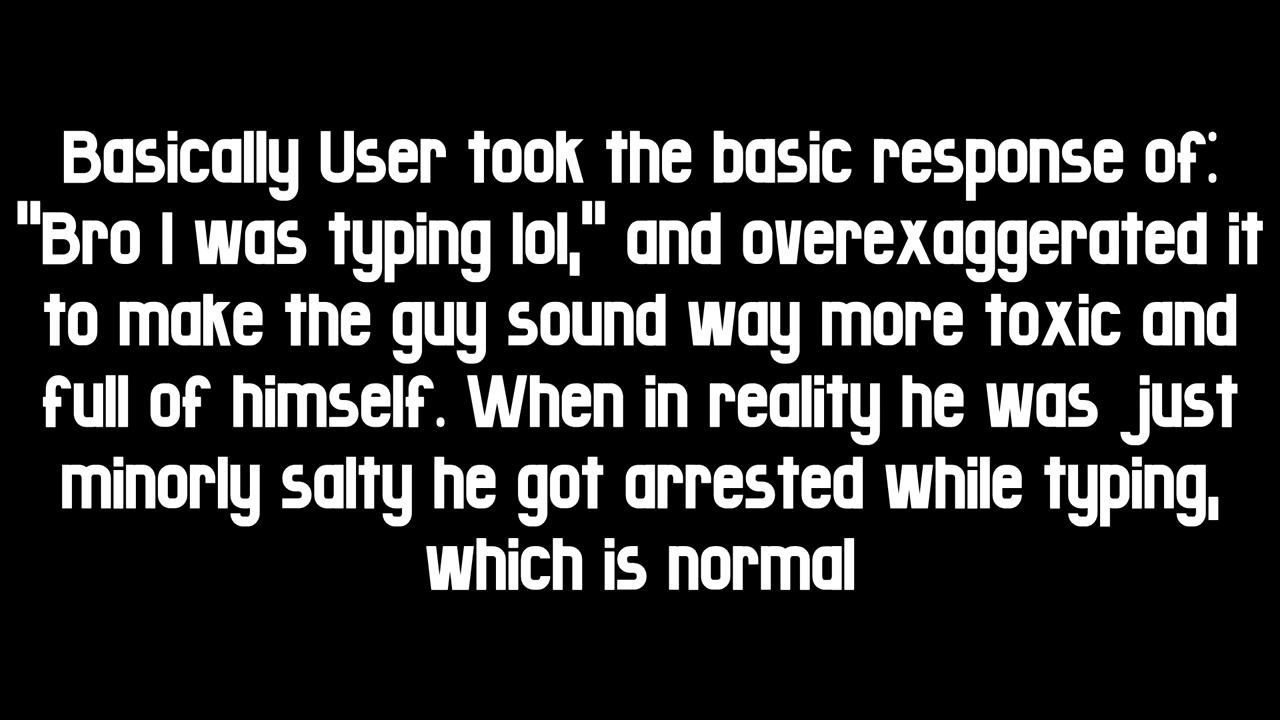 Basically User took the basic response of:
"Bro I was typing lol," and overexaggerated it
to make the guy sound way more toxic and
full of himself. When in reality he was just
minorly salty he got arrested while typing,
which is normal